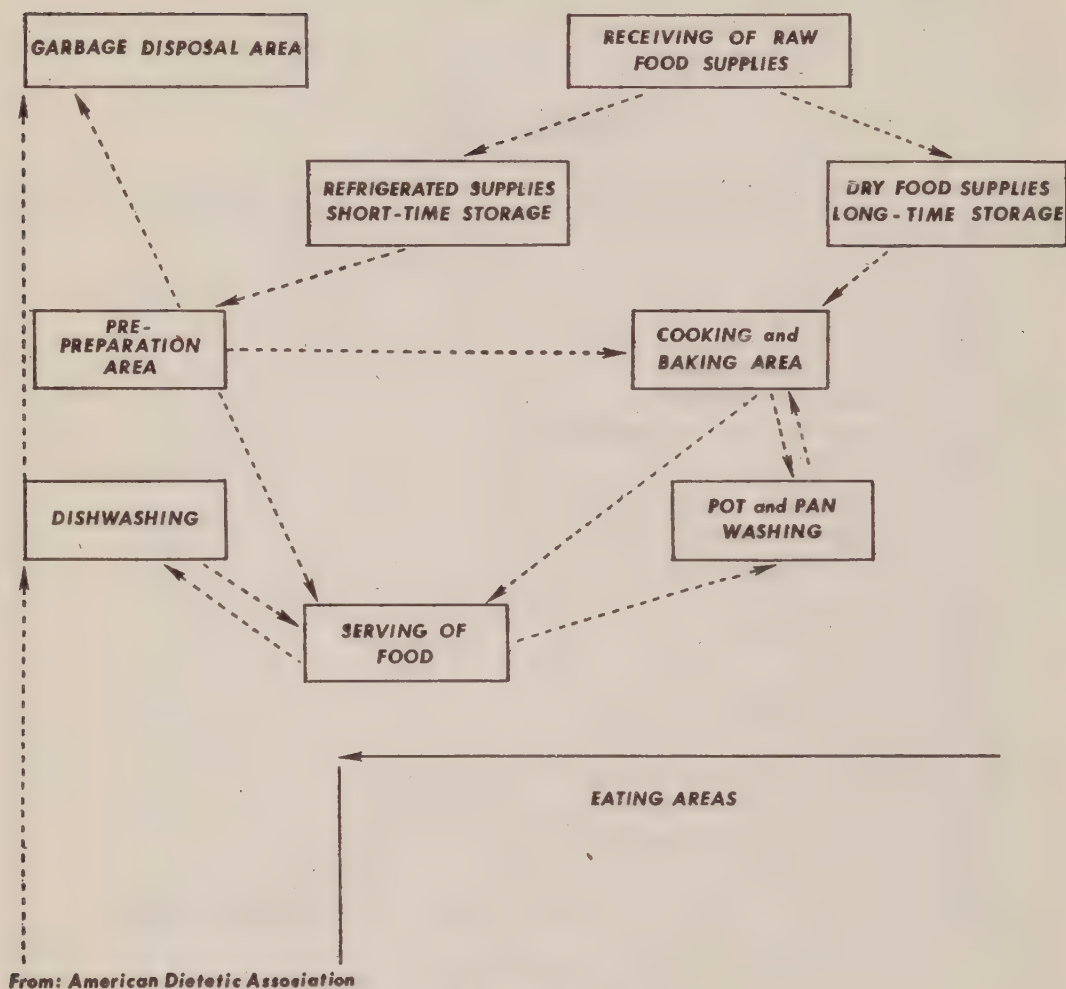 GARBAGE DISPOSAL AREA
RECEIVING OF RAW
FOOD SUPPLIES
REFRIGERATED SUPPLIES
SHORT-TIME STORAGE
DRY FOOD SUPPLIES
LONG-TIME STORAGE
PRE-
PREPARATION
AREA
COOKING and
BAKING AREA
DISHWASHING
POT and PAN
WASHING
SERVING OF
FOOD
EATING AREAS
From: American Dietetic Association